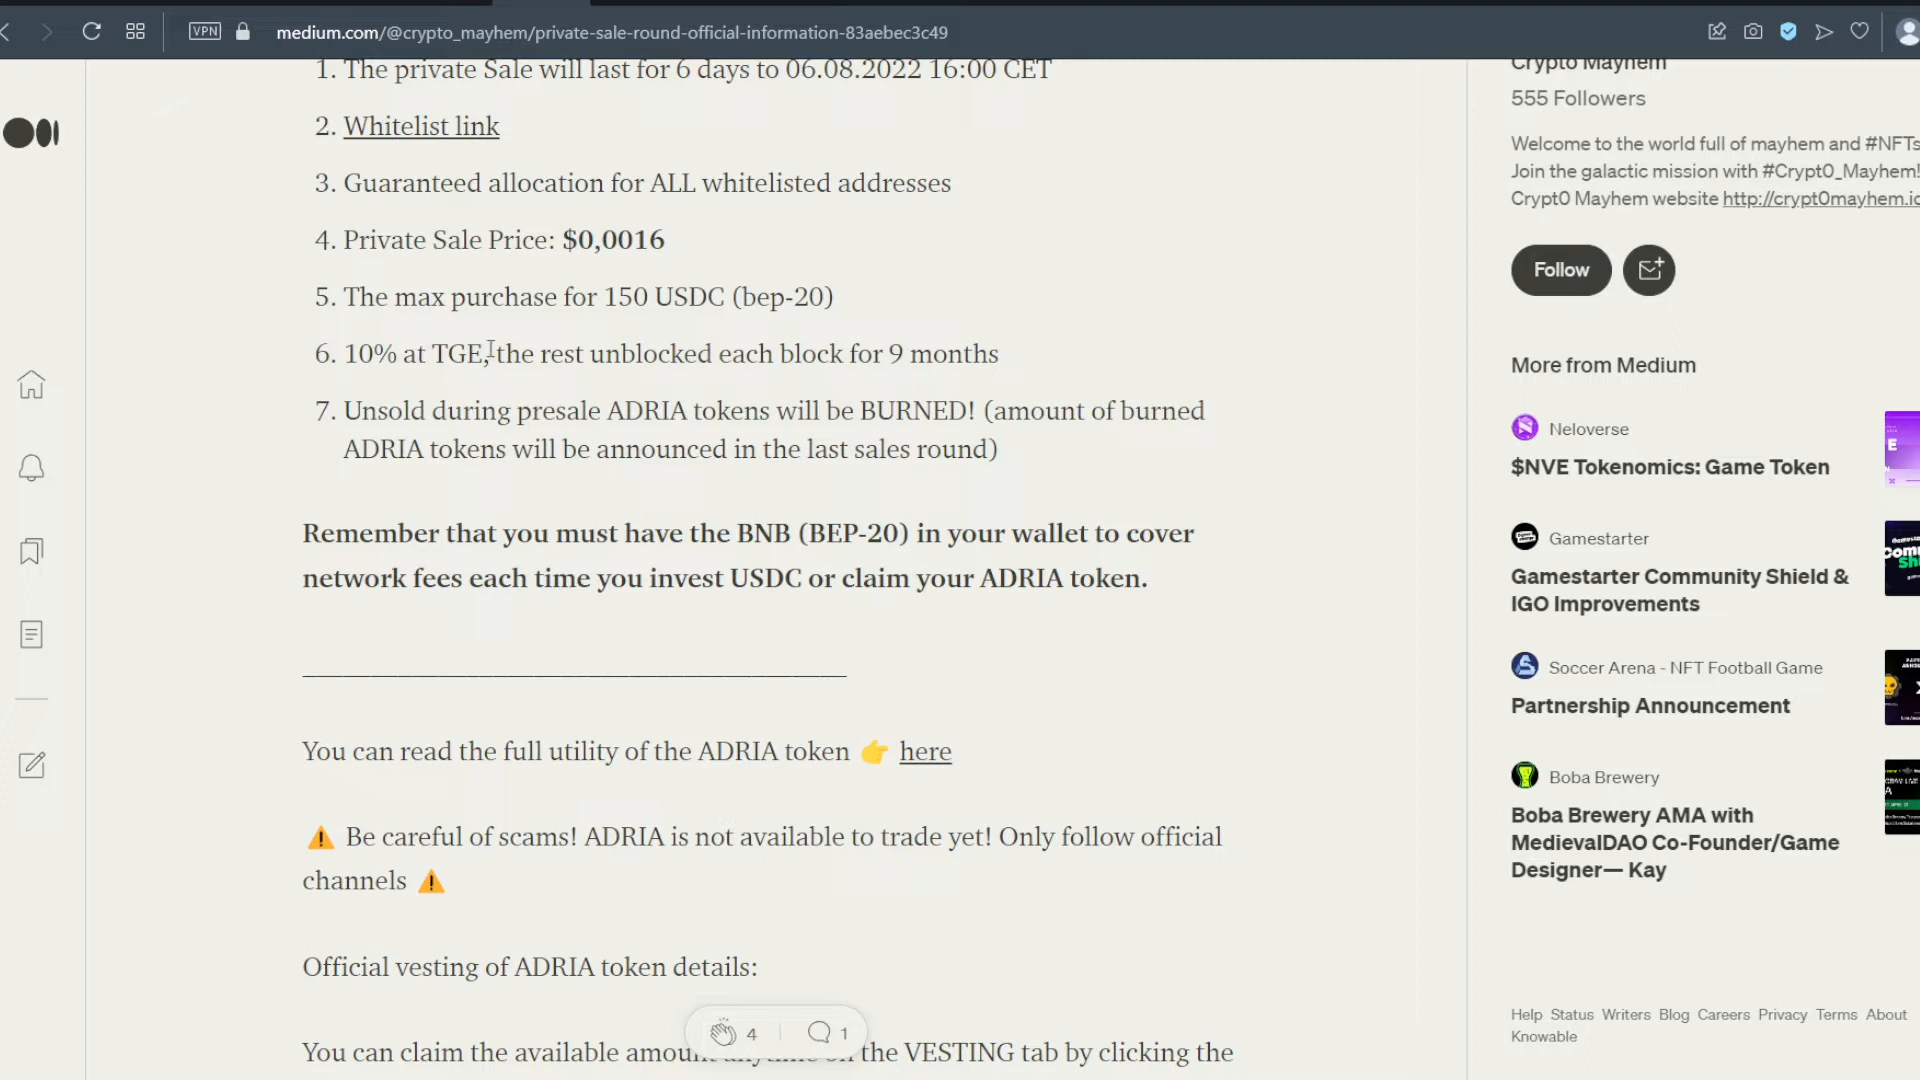 VPN
medium.com/@crypto_mayhem/private-sale-round-official-information-83aebec3c49
1. The private Sale will last for 6 days to 06.08.2022 16:00 CET
2. Whitelist link
3. Guaranteed allocation for ALL whitelisted addresses
4. Private Sale Price: $0,0016
5. The max purchase for 150 USDC (bep-20)
6. 10% at TGE, the rest unblocked each block for 9 months
7. Unsold during presale ADRIA tokens will be BURNED! (amount of burned
ADRIA tokens will be announced in the last sales round)
Remember that you must have the BNB (BEP-20) in your wallet to cover
network fees each time you invest USDC or claim your ADRIA token.
You can read the full utility of the ADRIA token 👉 here
⚠️ Be careful of scams! ADRIA is not available to trade yet! Only follow official
channels ⚠️
Official vesting of ADRIA token details:
You can claim the available amount anytime on the VESTING tab by clicking the
4
1
Crypto Mayhem
555 Followers
Welcome to the world full of mayhem and #NFTs
Join the galactic mission with #Crypt0_Mayhem!
Crypt0 Mayhem website http://crypt0mayhem.io
Follow
More from Medium
Neloverse
$NVE Tokenomics: Game Token
Gamestarter
Gamestarter Community Shield &
IGO Improvements
Soccer Arena - NFT Football Game
Partnership Announcement
Boba Brewery
Boba Brewery AMA with
MedievalDAO Co-Founder/Game
Designer— Kay
Help Status Writers Blog Careers Privacy Terms About
Knowable